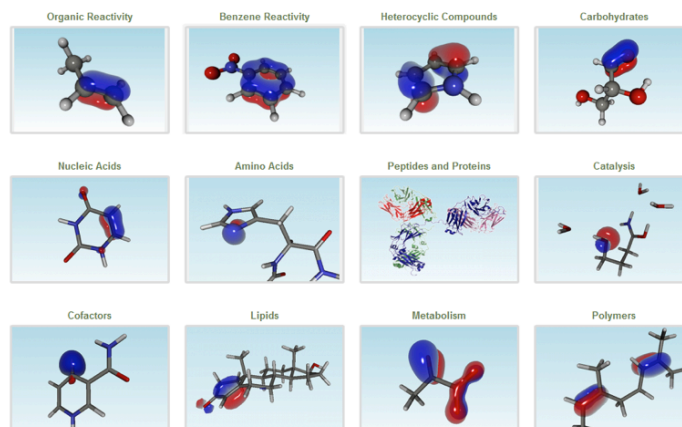 Organic Reactivity
Benzene Reactivity
Heterocyclic Compounds
Carbohydrates
Nucleic Acids
Amino Acids
Peptides and Proteins
Catalysis
Cofactors
Lipids
Metabolism
Polymers